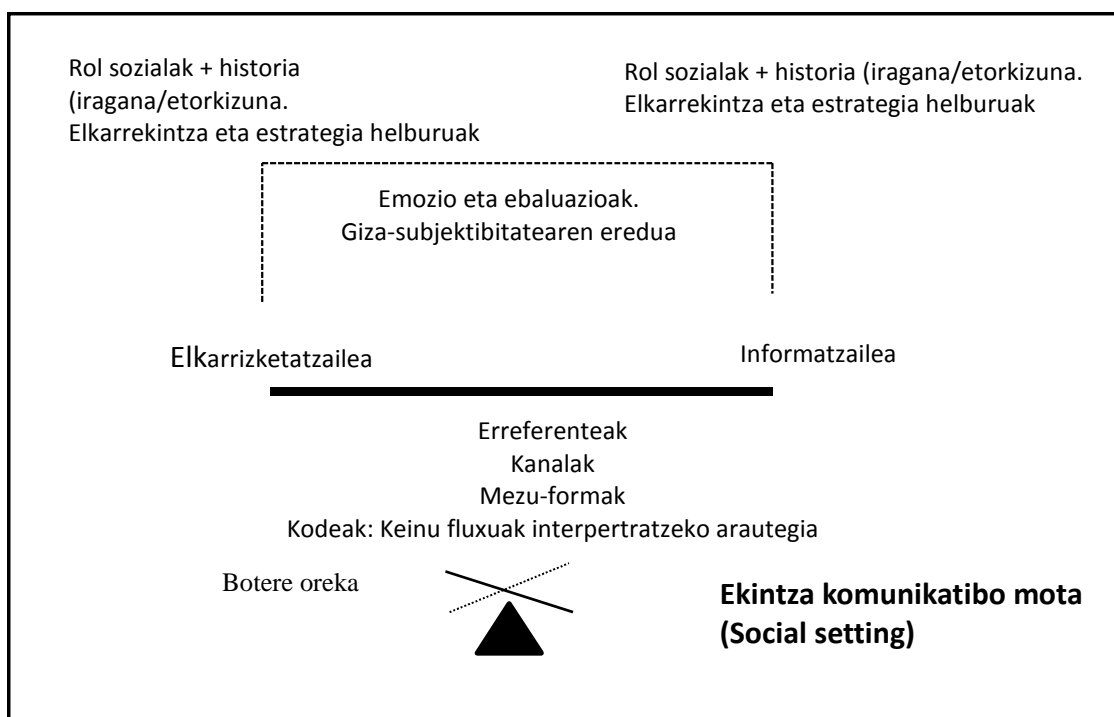 Rol sozialak + historia
(iragana/etorkizuna.
Elkarrekintza eta estrategia helburuak
Rol sozialak + historia (iragana/etorkizuna.
Elkarrekintza eta estrategia helburuak
Emozio eta ebaluazioak.
Giza-subjektibitatearen eredua
Elkarrizketatzailea
Informatzailea
Erreferenteak
Kanalak
Mezu-formak
Kodeak: Keinu fluxuak interpertratzeko arautegia
Botere oreka
Ekintza komunikatibo mota
(Social setting)